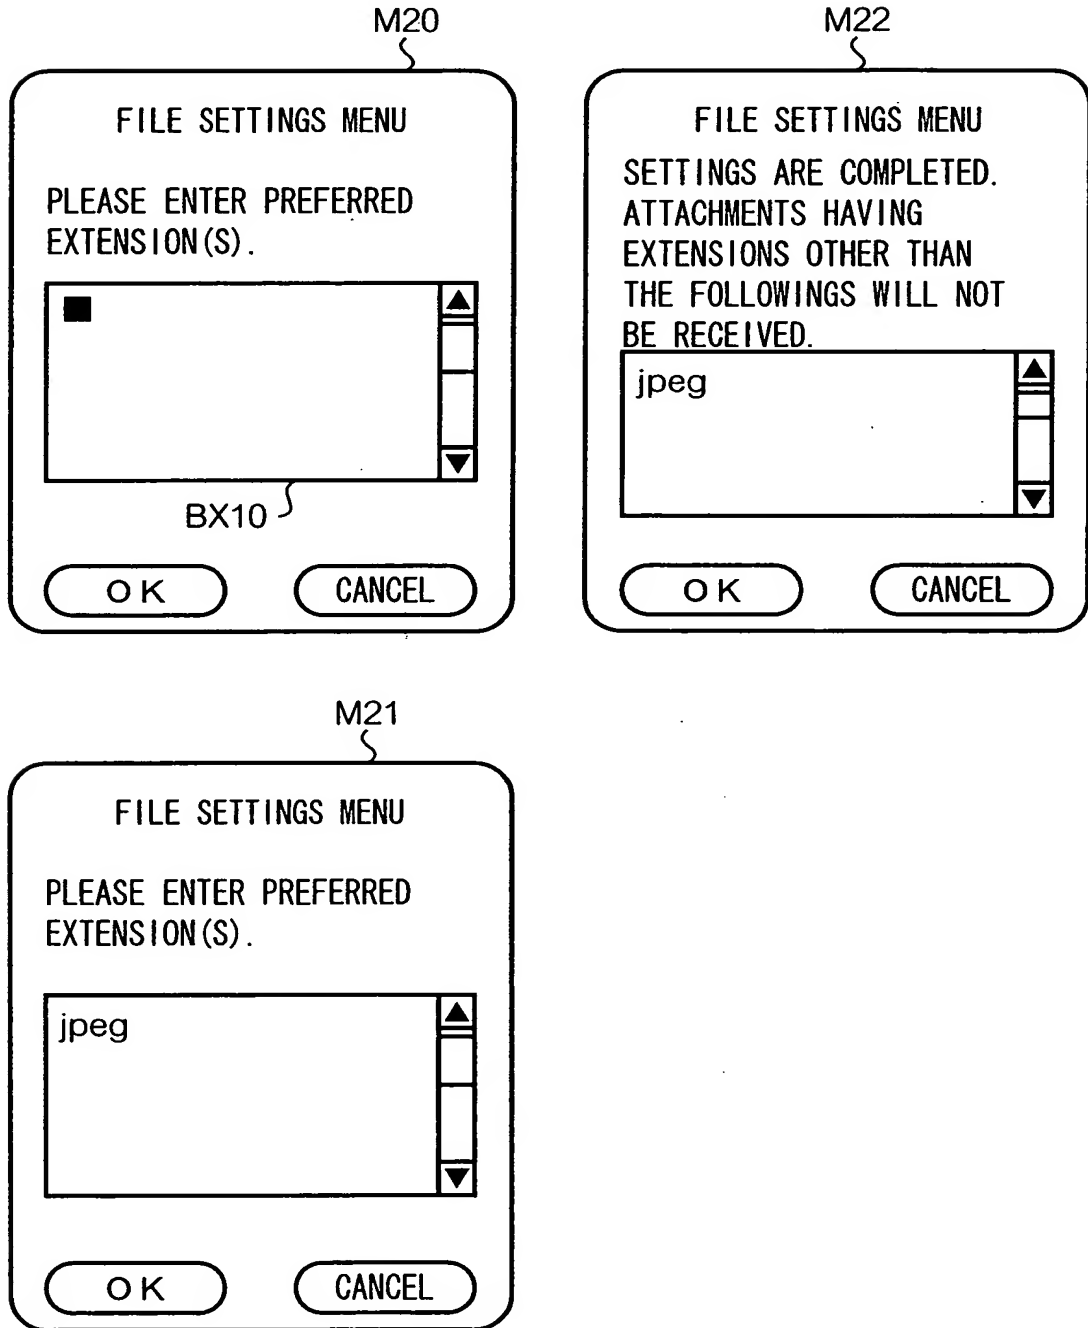 M20
FILE SETTINGS MENU
PLEASE ENTER PREFERRED
EXTENSION(S).
BX10
OK
CANCEL
M22
FILE SETTINGS MENU
SETTINGS ARE COMPLETED.
ATTACHMENTS HAVING
EXTENSIONS OTHER THAN
THE FOLLOWINGS WILL NOT
BE RECEIVED.
jpeg
OK
CANCEL
M21
FILE SETTINGS MENU
PLEASE ENTER PREFERRED
EXTENSION(S).
jpeg
OK
CANCEL